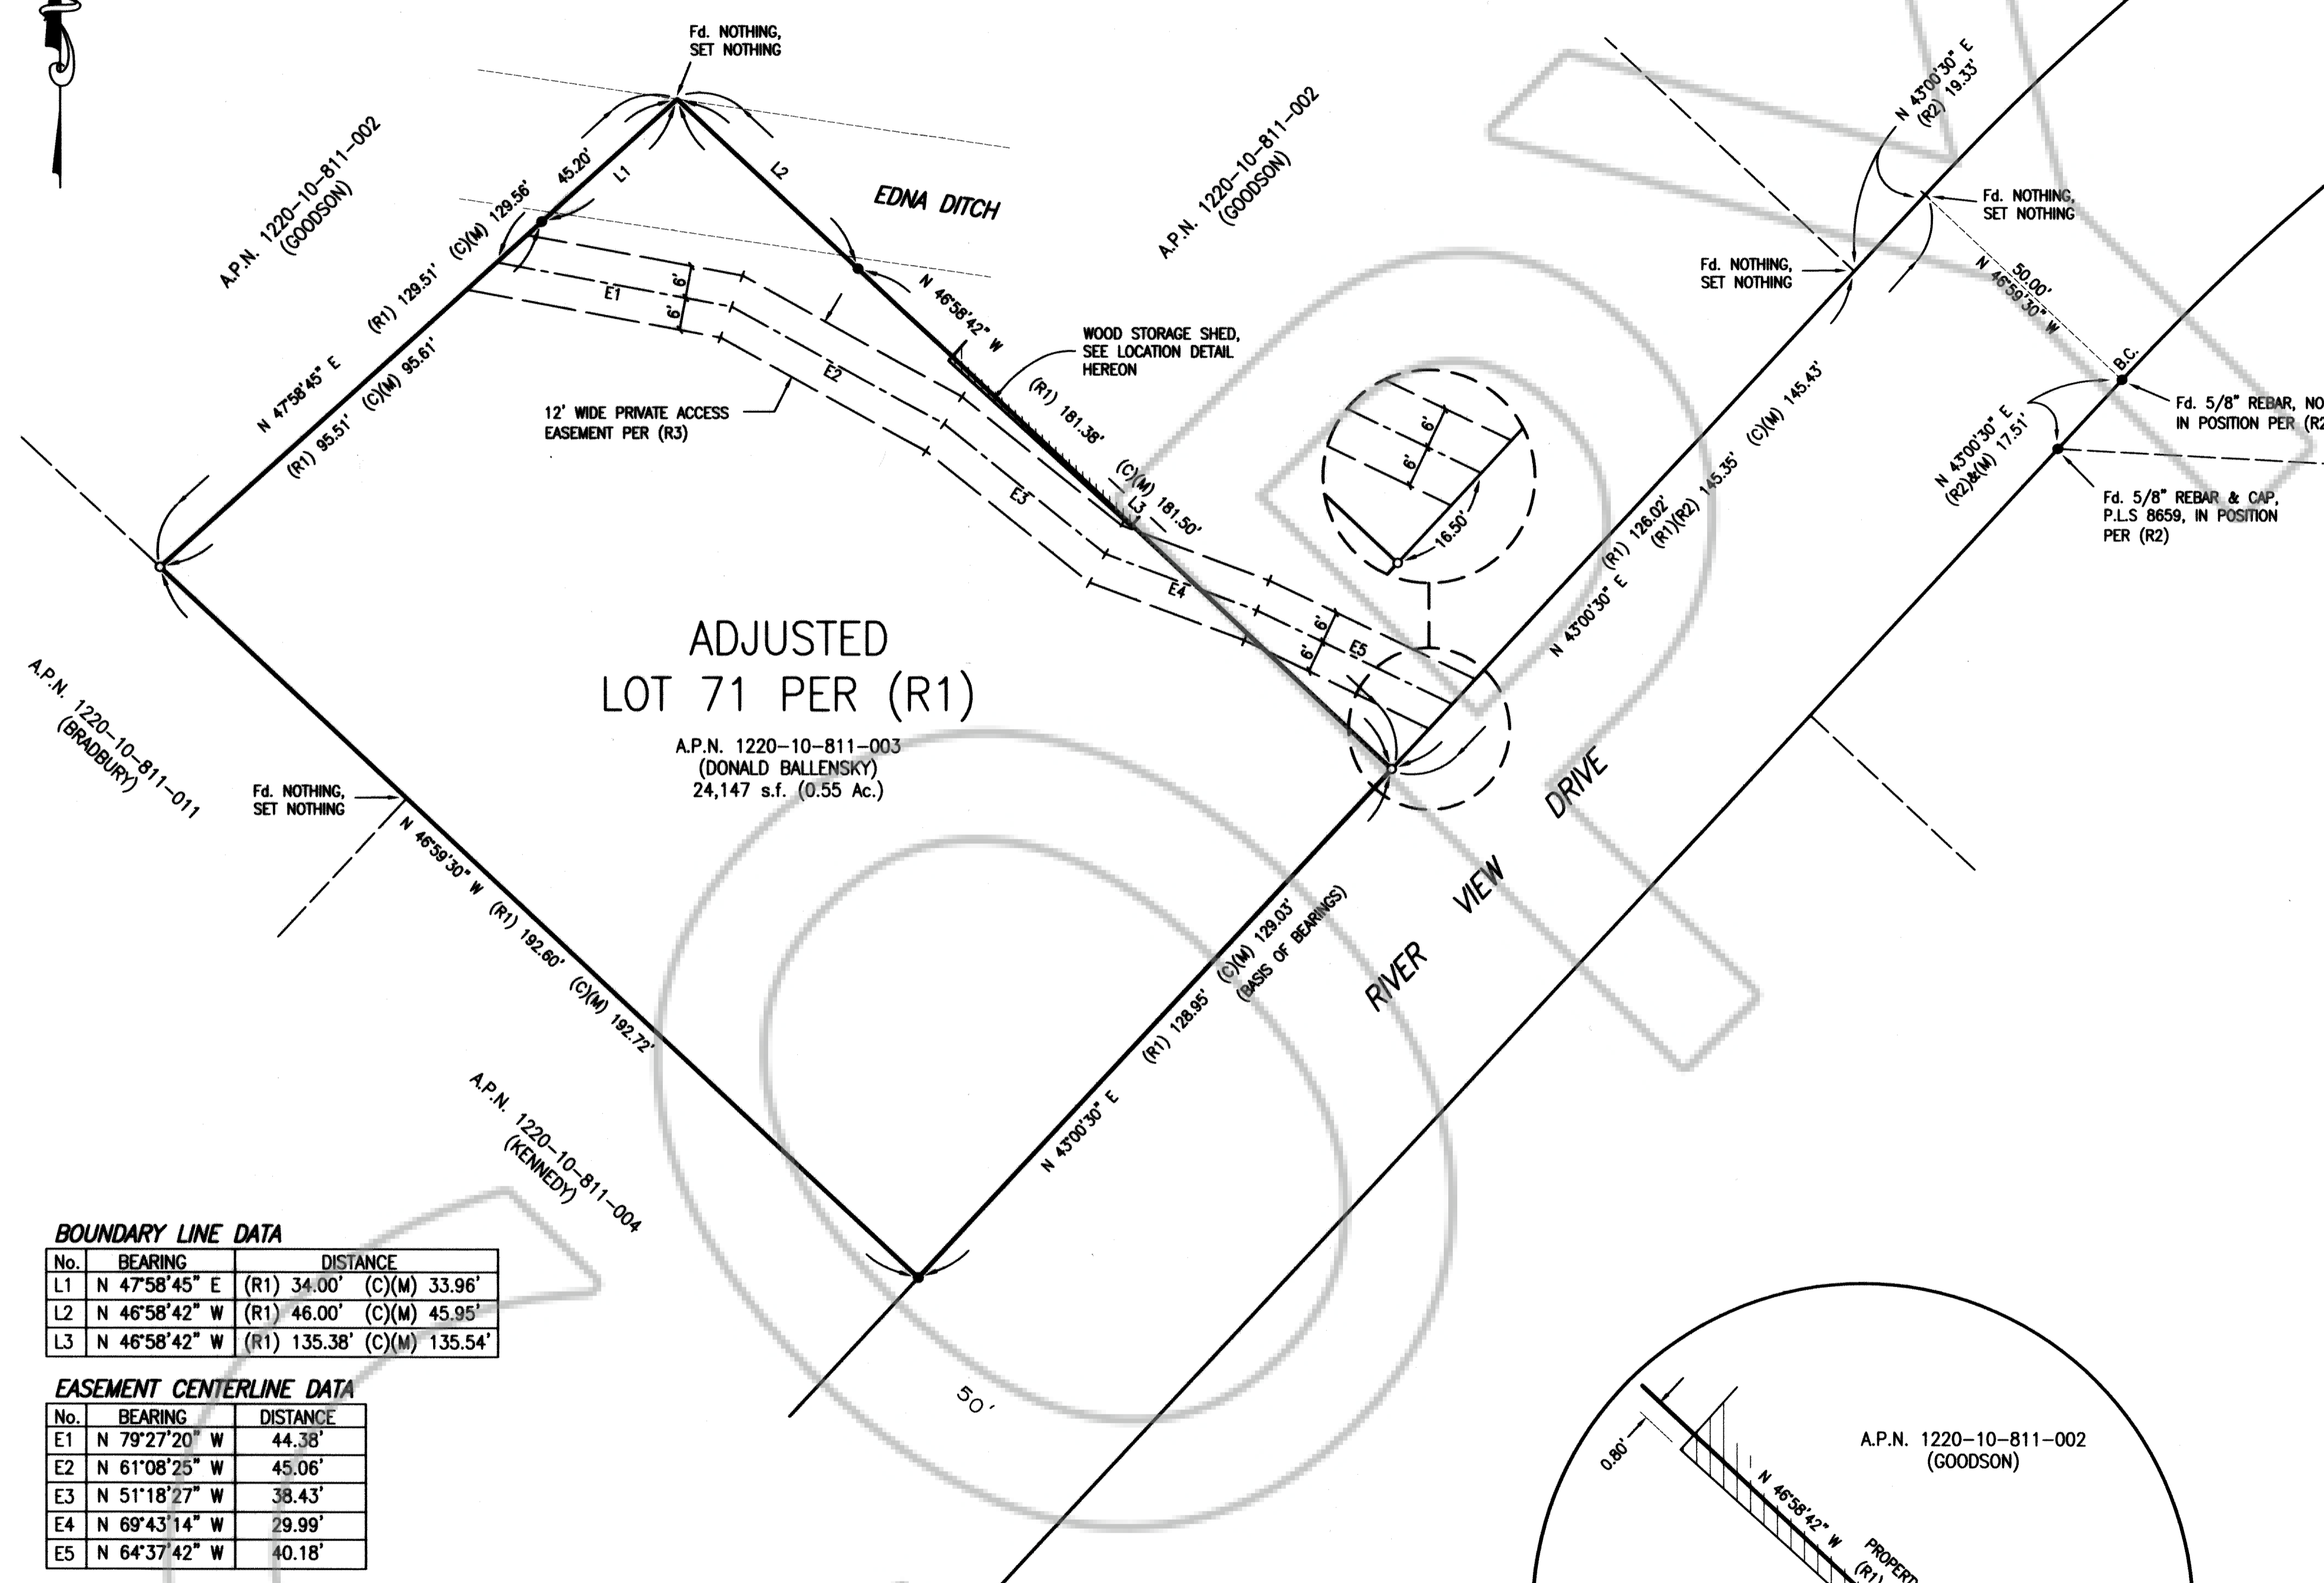 Fd. NOTHING,
SET NOTHING
A.P.N. 1220-10-811-002
(GOODSON)
45.20'
L1
L2
(C)(M) 129.56'
(R1) 129.51'
N 47°58'45" E
(R1) 95.51'
(C)(M) 95.61'
EDNA DITCH
A.P.N. 1220-10-811-002
(GOODSON)
E1
6'
6'
E2
N 46°58'42" W
(R1) 181.38'
(C)(M) 181.50'
L3
WOOD STORAGE SHED,
SEE LOCATION DETAIL
HEREON
12' WIDE PRIVATE ACCESS
EASEMENT PER (R3)
E3
E4
6'
6'
E5
6'
6'
16.50'
N 43°00'30" E
(R2) 19.33'
Fd. NOTHING,
SET NOTHING
Fd. NOTHING,
SET NOTHING
50.00'
N 46°59'30" W
B.C.
Fd. 5/8" REBAR, NO
IN POSITION PER (R2
N 43°00'30" E
(R2)&(M) 17.51'
Fd. 5/8" REBAR & CAP,
P.L.S 8659, IN POSITION
PER (R2)
(R1) 126.02'
N 43°00'30" E (R1)(R2) 145.35' (C)(M) 145.43'
ADJUSTED
LOT 71 PER (R1)
A.P.N. 1220-10-811-003
(DONALD BALLENSKY)
24,147 s.f. (0.55 Ac.)
A.P.N. 1220-10-811-011
(BRADBURY)
Fd. NOTHING,
SET NOTHING
N 46°59'30" W (R1) 192.60' (C)(M) 192.72'
A.P.N. 1220-10-811-004
(KENNEDY)
N 43°00'30" E (R1) 128.95' (C)(M) 129.03'
(BASIS OF BEARINGS)
RIVER VIEW DRIVE
50'
BOUNDARY LINE DATA
No. BEARING DISTANCE
L1 N 47°58'45" E (R1) 34.00' (C)(M) 33.96'
L2 N 46°58'42" W (R1) 46.00' (C)(M) 45.95'
L3 N 46°58'42" W (R1) 135.38' (C)(M) 135.54'
EASEMENT CENTERLINE DATA
No. BEARING DISTANCE
E1 N 79°27'20" W 44.38'
E2 N 61°08'25" W 45.06'
E3 N 51°18'27" W 38.43'
E4 N 69°43'14" W 29.99'
E5 N 64°37'42" W 40.18'
0.80'
A.P.N. 1220-10-811-002
(GOODSON)
N 46°58'42" W
PROPERT
(R1)